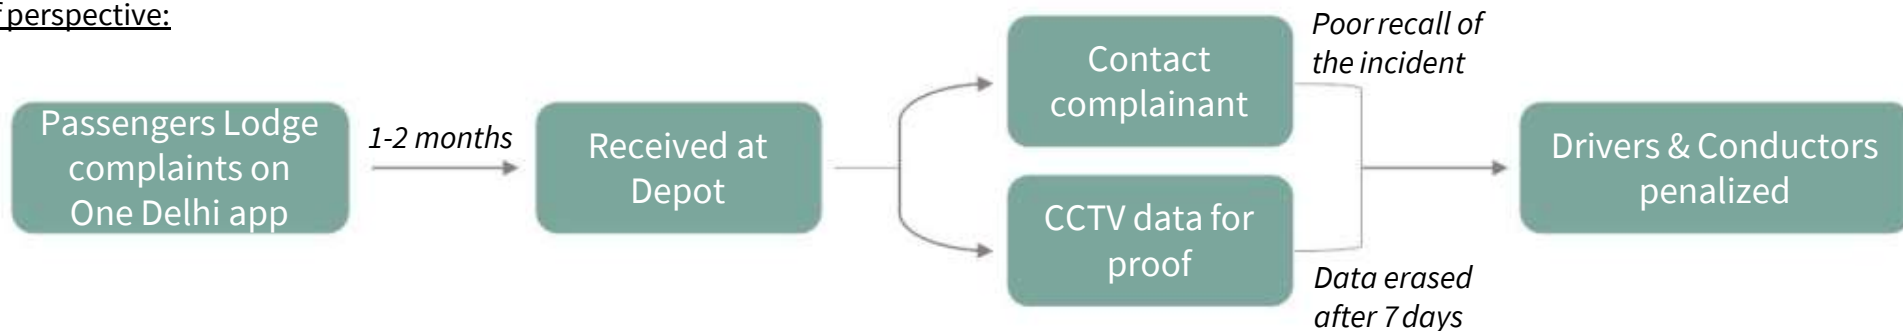 perspective:
Passengers Lodge
complaints on
One Delhi app
1-2 months
Received at
Depot
Contact
complainant
Poor recall of
the incident
CCTV data for
proof
Data erased
after 7 days
Drivers & Conductors
penalized